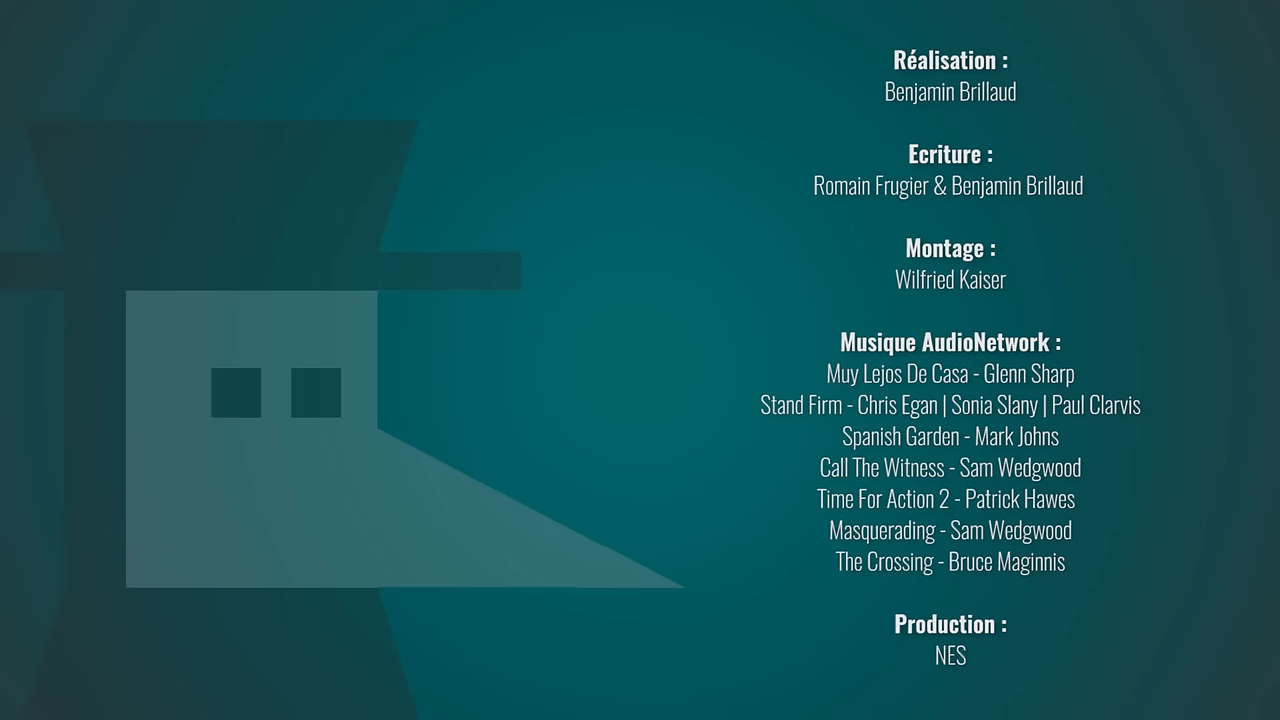 Réalisation :
Benjamin Brillaud
Ecriture :
Romain Frugier & Benjamin Brillaud
Montage :
Wilfried Kaiser
Musique AudioNetwork :
Muy Lejos De Casa - Glenn Sharp
Stand Firm - Chris Egan | Sonia Slany | Paul Clarvis
Spanish Garden - Mark Johns
Call The Witness - Sam Wedgwood
Time For Action 2 - Patrick Hawes
Masquerading - Sam Wedgwood
The Crossing - Bruce Maginnis
Production :
NES